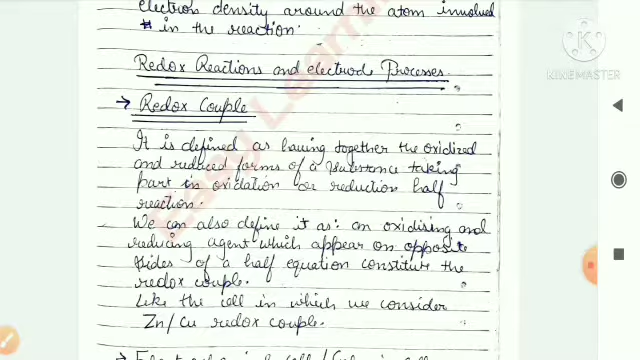 electron density around the atom involved
* in the reaction.
Redox Reactions and electrode Processes.
→ Redox Couple
It is defined as having together the oxidized
and reduced forms of a substance taking
part in oxidation or reduction half
reaction.
We can also define it as: an oxidising and
reducing agent which appear on opposite
sides of a half equation constitute the
redox couple.
Like the cell in which we consider
Zn/Cu redox couple.
KINEMASTER
Easy Learni